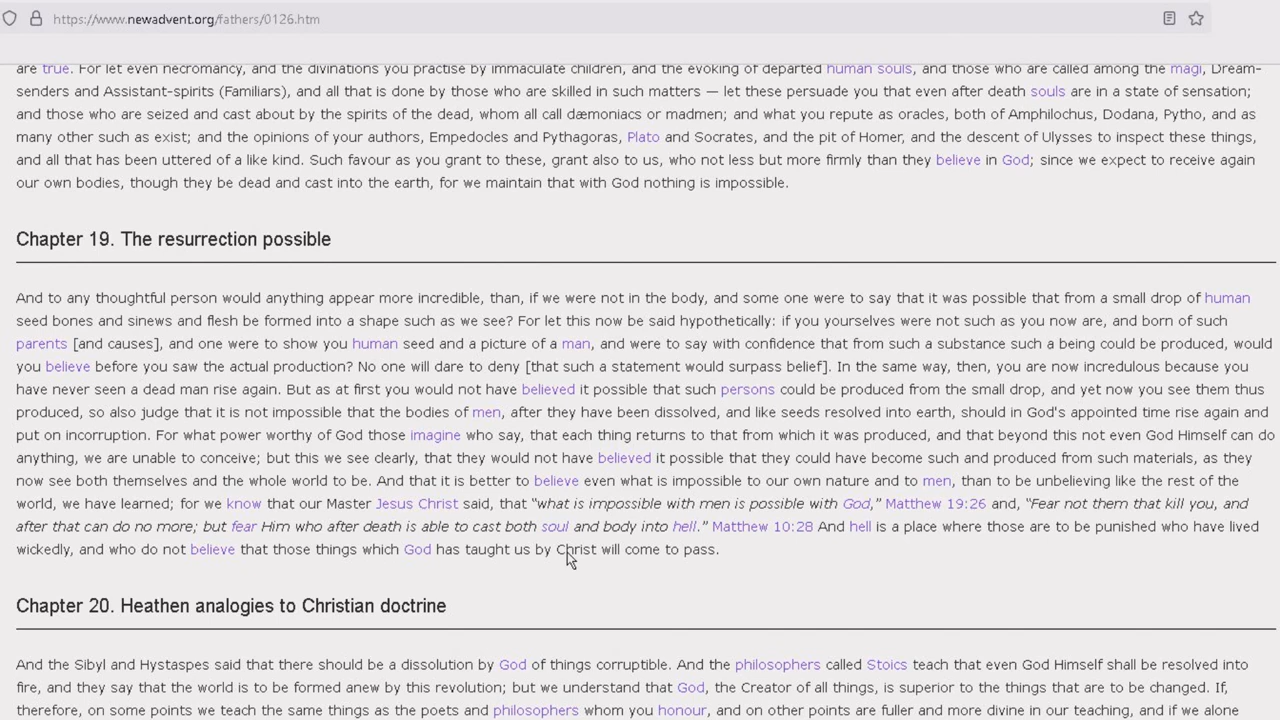 https://www.newadvent.org/fathers/0126.htm
are true. For let even necromancy, and the divinations you practise by immaculate children, and the evoking of departed human souls, and those who are called among the magi, Dream-
senders and Assistant-spirits (Familiars), and all that is done by those who are skilled in such matters — let these persuade you that even after death souls are in a state of sensation;
and those who are seized and cast about by the spirits of the dead, whom all call dæmoniacs or madmen; and what you repute as oracles, both of Amphilochus, Dodana, Pytho, and as
many other such as exist; and the opinions of your authors, Empedocles and Pythagoras, Plato and Socrates, and the pit of Homer, and the descent of Ulysses to inspect these things,
and all that has been uttered of a like kind. Such favour as you grant to these, grant also to us, who not less but more firmly than they believe in God; since we expect to receive again
our own bodies, though they be dead and cast into the earth, for we maintain that with God nothing is impossible.
Chapter 19. The resurrection possible
And to any thoughtful person would anything appear more incredible, than, if we were not in the body, and some one were to say that it was possible that from a small drop of human
seed bones and sinews and flesh be formed into a shape such as we see? For let this now be said hypothetically: if you yourselves were not such as you now are, and born of such
parents [and causes], and one were to show you human seed and a picture of a man, and were to say with confidence that from such a substance such a being could be produced, would
you believe before you saw the actual production? No one will dare to deny [that such a statement would surpass belief]. In the same way, then, you are now incredulous because you
have never seen a dead man rise again. But as at first you would not have believed it possible that such persons could be produced from the small drop, and yet now you see them thus
produced, so also judge that it is not impossible that the bodies of men, after they have been dissolved, and like seeds resolved into earth, should in God's appointed time rise again and
put on incorruption. For what power worthy of God those imagine who say, that each thing returns to that from which it was produced, and that beyond this not even God Himself can do
anything, we are unable to conceive; but this we see clearly, that they would not have believed it possible that they could have become such and produced from such materials, as they
now see both themselves and the whole world to be. And that it is better to believe even what is impossible to our own nature and to men, than to be unbelieving like the rest of the
world, we have learned; for we know that our Master Jesus Christ said, that “what is impossible with men is possible with God,” Matthew 19:26 and, “Fear not them that kill you, and
after that can do no more; but fear Him who after death is able to cast both soul and body into hell.” Matthew 10:28 And hell is a place where those are to be punished who have lived
wickedly, and who do not believe that those things which God has taught us by Christ will come to pass.
Chapter 20. Heathen analogies to Christian doctrine
And the Sibyl and Hystaspes said that there should be a dissolution by God of things corruptible. And the philosophers called Stoics teach that even God Himself shall be resolved into
fire, and they say that the world is to be formed anew by this revolution; but we understand that God, the Creator of all things, is superior to the things that are to be changed. If,
therefore, on some points we teach the same things as the poets and philosophers whom you honour, and on other points are fuller and more divine in our teaching, and if we alone